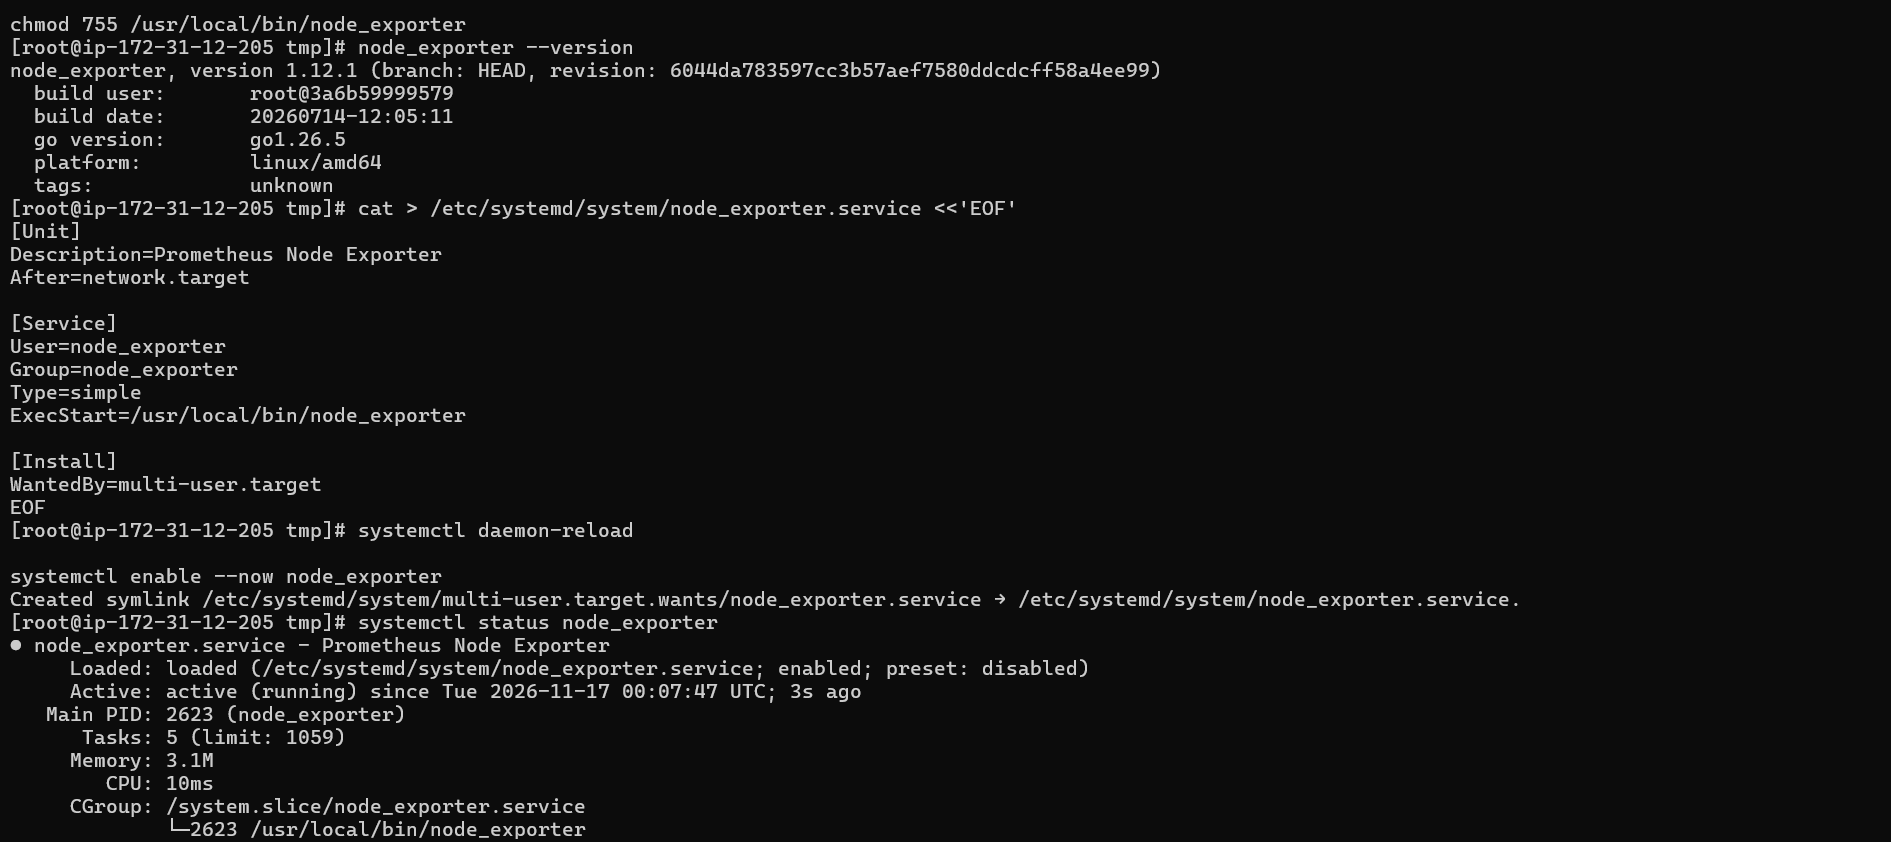 chmod 755 /usr/local/bin/node_exporter
[root@ip-172-31-12-205 tmp]# node_exporter --version
node_exporter, version 1.12.1 (branch: HEAD, revision: 6044da783597cc3b57aef7580ddcdcff58a4ee99)
  build user:       root@3a6b59999579
  build date:       20260714-12:05:11
  go version:       go1.26.5
  platform:         linux/amd64
  tags:             unknown
[root@ip-172-31-12-205 tmp]# cat > /etc/systemd/system/node_exporter.service <<'EOF'
[Unit]
Description=Prometheus Node Exporter
After=network.target

[Service]
User=node_exporter
Group=node_exporter
Type=simple
ExecStart=/usr/local/bin/node_exporter

[Install]
WantedBy=multi-user.target
EOF
[root@ip-172-31-12-205 tmp]# systemctl daemon-reload

systemctl enable --now node_exporter
Created symlink /etc/systemd/system/multi-user.target.wants/node_exporter.service → /etc/systemd/system/node_exporter.service.
[root@ip-172-31-12-205 tmp]# systemctl status node_exporter
● node_exporter.service - Prometheus Node Exporter
     Loaded: loaded (/etc/systemd/system/node_exporter.service; enabled; preset: disabled)
     Active: active (running) since Tue 2026-11-17 00:07:47 UTC; 3s ago
   Main PID: 2623 (node_exporter)
      Tasks: 5 (limit: 1059)
     Memory: 3.1M
        CPU: 10ms
     CGroup: /system.slice/node_exporter.service
             └─2623 /usr/local/bin/node_exporter